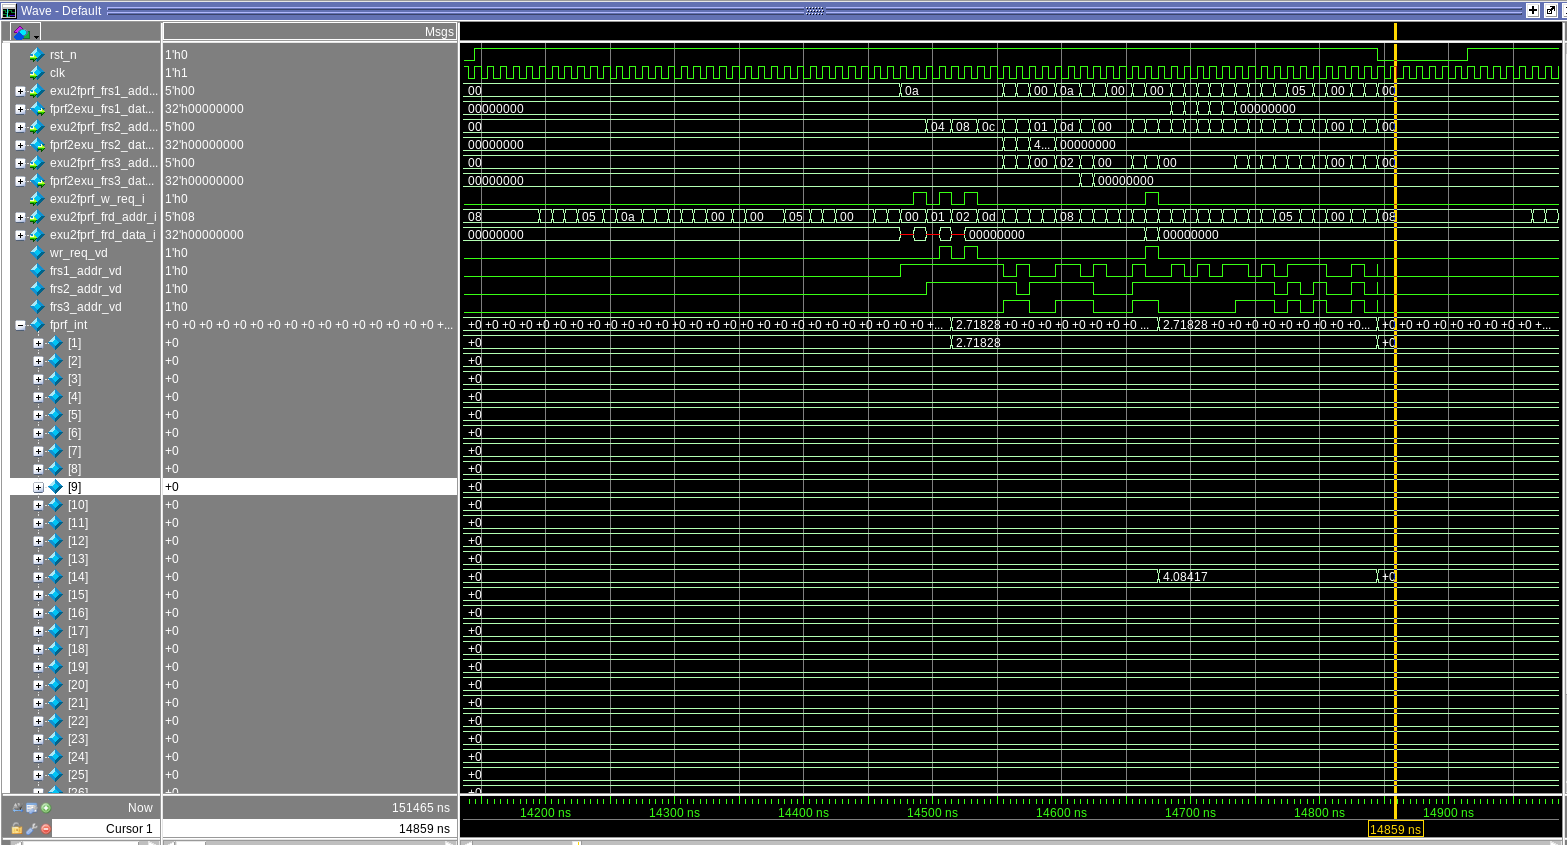 Wave - Default
Msgs
rst_n 1'h0
clk 1'h1
exu2fprf_frs1_add... 5'h00 00 0a 00 0a 00 00 05 00 00
fprf2exu_frs1_dat... 32'h00000000 00000000 00000000
exu2fprf_frs2_add... 5'h00 00 04 08 0c 01 0d 00 00 00
fprf2exu_frs2_dat... 32'h00000000 00000000 4... 00000000
exu2fprf_frs3_add... 5'h00 00 00 02 00 00 00 00
fprf2exu_frs3_dat... 32'h00000000 00000000 00000000
exu2fprf_w_req_i 1'h0
exu2fprf_frd_addr_i 5'h08 08 05 0a 00 00 05 00 00 01 02 0d 08 05 00 08
exu2fprf_frd_data_i 32'h00000000 00000000 00000000 00000000
wr_req_vd 1'h0
frs1_addr_vd 1'h0
frs2_addr_vd 1'h0
frs3_addr_vd 1'h0
fprf_int +0 +0 +0 +0 +0 +0 +0 +0 +0 +0 +0 +0 +0 +0 +0 +... +0 +0 +0 +0 +0 +0 +0 +0 +0 +0 +0 +0 +0 +0 +0 +0 +0 +0 +0 +0 +0 +0 +0 +0 +... 2.71828 +0 +0 +0 +0 +0 +0 +0 ... 2.71828 +0 +0 +0 +0 +0 +0 +0 +0... +0 +0 +0 +0 +0 +0 +0 +0 +...
[1] +0 +0 2.71828 +0
[2] +0 +0
[3] +0 +0
[4] +0 +0
[5] +0 +0
[6] +0 +0
[7] +0 +0
[8] +0 +0
[9] +0 +0
[10] +0 +0
[11] +0 +0
[12] +0 +0
[13] +0 +0
[14] +0 +0 4.08417 +0
[15] +0 +0
[16] +0 +0
[17] +0 +0
[18] +0 +0
[19] +0 +0
[20] +0 +0
[21] +0 +0
[22] +0 +0
[23] +0 +0
[24] +0 +0
[25] +0 +0
Now 151465 ns
14200 ns 14300 ns 14400 ns 14500 ns 14600 ns 14700 ns 14800 ns 14900 ns
Cursor 1 14859 ns 14859 ns